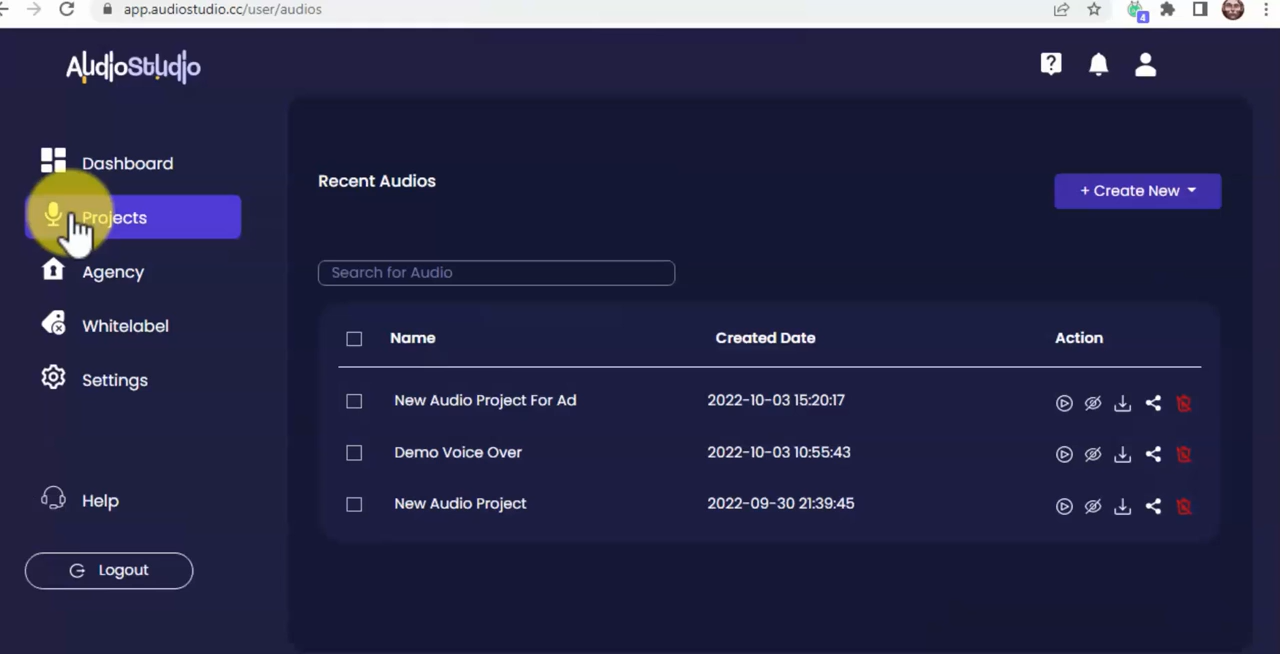 app.audiostudio.cc/user/audios
4
AudioStudio
?
Dashboard
Projects
Agency
Whitelabel
Settings
Help
Logout
Recent Audios
+ Create New
Search for Audio
Name Created Date Action
New Audio Project For Ad 2022-10-03 15:20:17
Demo Voice Over 2022-10-03 10:55:43
New Audio Project 2022-09-30 21:39:45